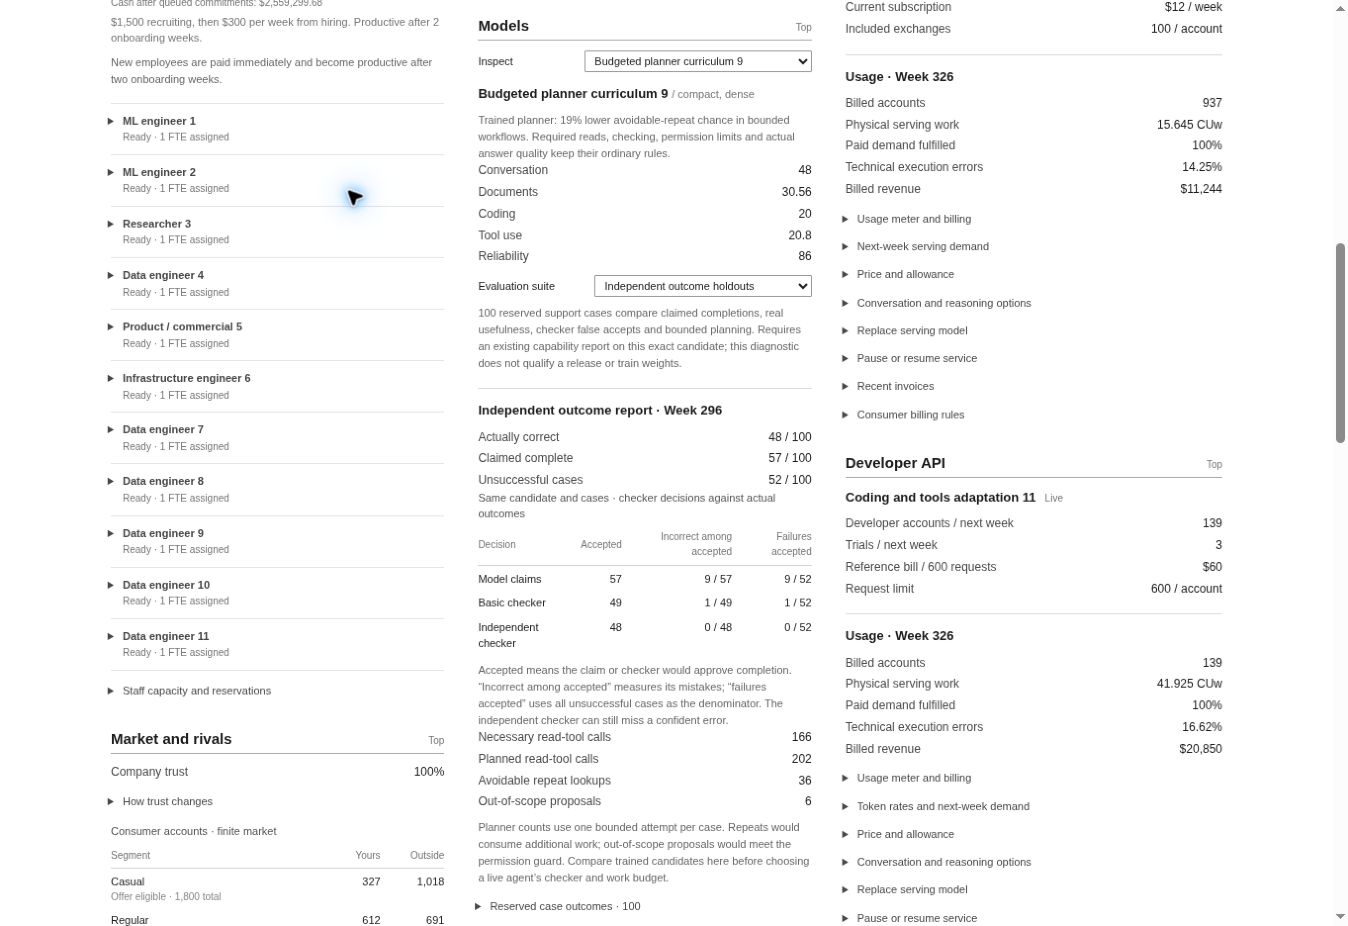 Cash after queued commitments: $2,559,299.68
$1,500 recruiting, then $300 per week from hiring. Productive after 2
onboarding weeks.
New employees are paid immediately and become productive after
two onboarding weeks.
ML engineer 1
Ready · 1 FTE assigned
ML engineer 2
Ready · 1 FTE assigned
Researcher 3
Ready · 1 FTE assigned
Data engineer 4
Ready · 1 FTE assigned
Product / commercial 5
Ready · 1 FTE assigned
Infrastructure engineer 6
Ready · 1 FTE assigned
Data engineer 7
Ready · 1 FTE assigned
Data engineer 8
Ready · 1 FTE assigned
Data engineer 9
Ready · 1 FTE assigned
Data engineer 10
Ready · 1 FTE assigned
Data engineer 11
Ready · 1 FTE assigned
Staff capacity and reservations
Market and rivals Top
Company trust 100%
How trust changes
Consumer accounts · finite market
Segment Yours Outside
Casual 327 1,018
Offer eligible · 1,800 total
Regular 612 691
Models Top
Inspect Budgeted planner curriculum 9
Budgeted planner curriculum 9 / compact, dense
Trained planner: 19% lower avoidable-repeat chance in bounded
workflows. Required reads, checking, permission limits and actual
answer quality keep their ordinary rules.
Conversation 48
Documents 30.56
Coding 20
Tool use 20.8
Reliability 86
Evaluation suite Independent outcome holdouts
100 reserved support cases compare claimed completions, real
usefulness, checker false accepts and bounded planning. Requires
an existing capability report on this exact candidate; this diagnostic
does not qualify a release or train weights.
Independent outcome report · Week 296
Actually correct 48 / 100
Claimed complete 57 / 100
Unsuccessful cases 52 / 100
Same candidate and cases · checker decisions against actual
outcomes
Decision Accepted Incorrect among accepted Failures accepted
Model claims 57 9 / 57 9 / 52
Basic checker 49 1 / 49 1 / 52
Independent checker 48 0 / 48 0 / 52
Accepted means the claim or checker would approve completion.
“Incorrect among accepted” measures its mistakes; “failures
accepted” uses all unsuccessful cases as the denominator. The
independent checker can still miss a confident error.
Necessary read-tool calls 166
Planned read-tool calls 202
Avoidable repeat lookups 36
Out-of-scope proposals 6
Planner counts use one bounded attempt per case. Repeats would
consume additional work; out-of-scope proposals would meet the
permission guard. Compare trained candidates here before choosing
a live agent’s checker and work budget.
Reserved case outcomes · 100
Current subscription $12 / week
Included exchanges 100 / account
Usage · Week 326
Billed accounts 937
Physical serving work 15.645 CUw
Paid demand fulfilled 100%
Technical execution errors 14.25%
Billed revenue $11,244
Usage meter and billing
Next-week serving demand
Price and allowance
Conversation and reasoning options
Replace serving model
Pause or resume service
Recent invoices
Consumer billing rules
Developer API Top
Coding and tools adaptation 11 Live
Developer accounts / next week 139
Trials / next week 3
Reference bill / 600 requests $60
Request limit 600 / account
Usage · Week 326
Billed accounts 139
Physical serving work 41.925 CUw
Paid demand fulfilled 100%
Technical execution errors 16.62%
Billed revenue $20,850
Usage meter and billing
Token rates and next-week demand
Price and allowance
Conversation and reasoning options
Replace serving model
Pause or resume service